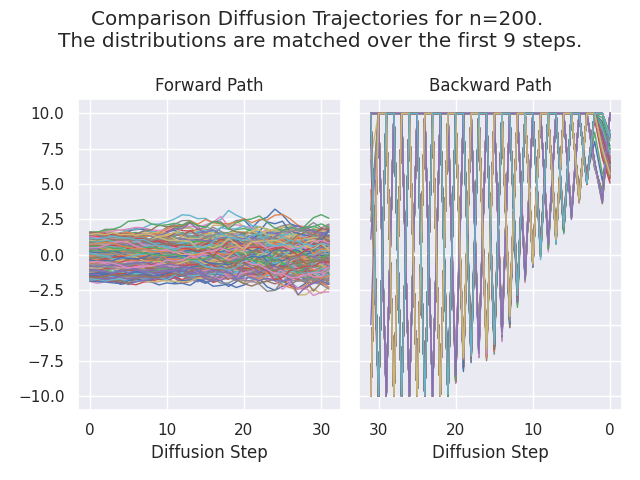 Comparison Diffusion Trajectories for n=200.
The distributions are matched over the first 9 steps.
Forward Path
Backward Path
10.0
7.5
5.0
2.5
0.0
−2.5
−5.0
−7.5
−10.0
0 10 20 30
30 20 10 0
Diffusion Step
Diffusion Step